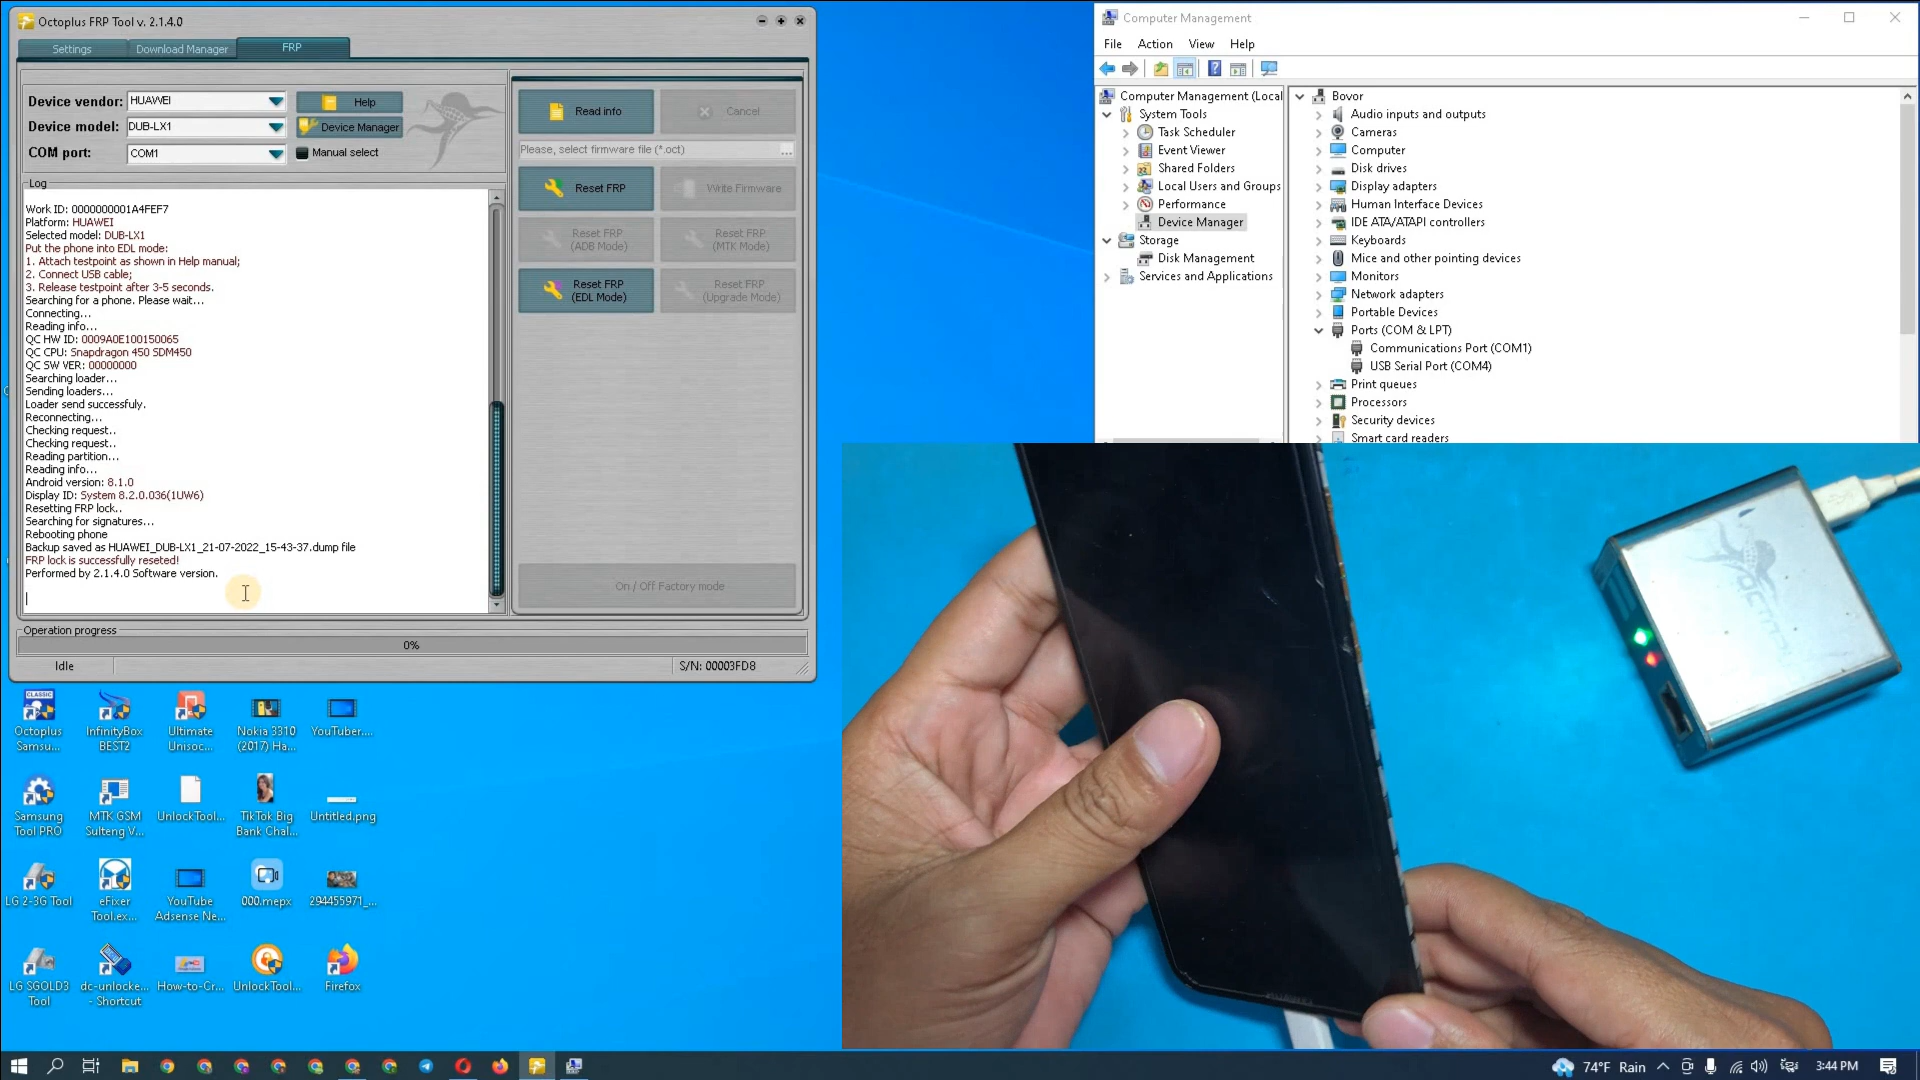 Octoplus FRP Tool v. 2.1.4.0
Settings
Download Manager
FRP
Device vendor:
HUAWEI
Help
Device model:
DUB-LX1
Device Manager
COM port:
COM1
Manual select
Read info
Cancel
Please, select firmware file (*.oct)
...
Reset FRP
Write Firmware
Reset FRP
(ADB Mode)
Reset FRP
(MTK Mode)
Reset FRP
(EDL Mode)
Reset FRP
(Upgrade Mode)
On / Off Factory mode
Log
Work ID: 0000000001A4FEF7
Platform: HUAWEI
Selected model: DUB-LX1
Put the phone into EDL mode:
1. Attach testpoint as shown in Help manual;
2. Connect USB cable;
3. Release testpoint after 3-5 seconds.
Searching for a phone. Please wait...
Connecting...
Reading info...
QC HW ID: 0009A0E100150065
QC CPU: Snapdragon 450 SDM450
QC SW VER: 00000000
Searching loader...
Sending loaders...
Loader send successfuly.
Reconnecting...
Checking request..
Checking request..
Reading partition...
Reading info...
Android version: 8.1.0
Display ID: System 8.2.0.036(1UW6)
Resetting FRP lock..
Searching for signatures...
Rebooting phone
Backup saved as HUAWEI_DUB-LX1_21-07-2022_15-43-37.dump file
FRP lock is successfully reseted!
Performed by 2.1.4.0 Software version.
Operation progress
0%
Idle
S/N: 00003FD8
Computer Management
File Action View Help
Computer Management (Local
System Tools
Task Scheduler
Event Viewer
Shared Folders
Local Users and Groups
Performance
Device Manager
Storage
Disk Management
Services and Applications
Bovor
Audio inputs and outputs
Cameras
Computer
Disk drives
Display adapters
Human Interface Devices
IDE ATA/ATAPI controllers
Keyboards
Mice and other pointing devices
Monitors
Network adapters
Portable Devices
Ports (COM & LPT)
Communications Port (COM1)
USB Serial Port (COM4)
Print queues
Processors
Security devices
Smart card readers
CLASSIC
Octoplus
Samsu...
InfinityBox
BEST2
Ultimate
Unisoc...
Nokia 3310
(2017) Ha...
YouTuber....
Samsung
Tool PRO
MTK GSM
Sulteng V...
UnlockTool...
TikTok Big
Bank Chal...
Untitled.png
LG 2-3G Tool
eFixer
Tool.ex...
YouTube
Adsense Ne...
000.mepx
294455971_...
LG SGOLD3
Tool
dc-unlocke...
- Shortcut
How-to-Cr...
UnlockTool...
Firefox
74°F Rain
3:44 PM